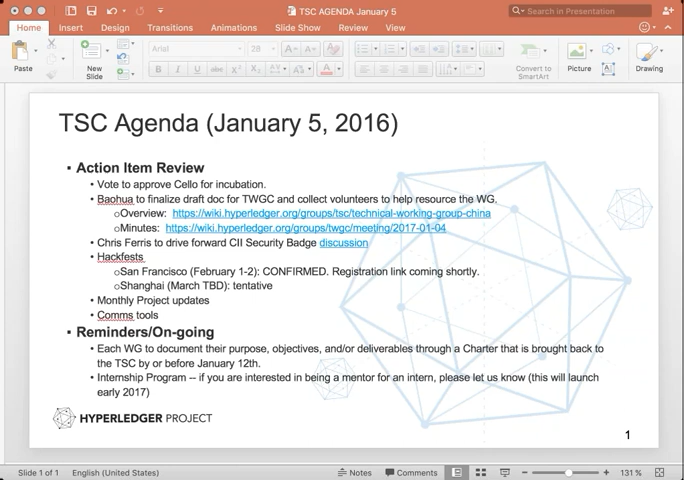 TSC AGENDA January 5
Search in Presentation
Home
Insert
Design
Transitions
Animations
Slide Show
Review
View
Paste
New
Slide
Arial
28
Convert to
SmartArt
Picture
Drawing
TSC Agenda (January 5, 2016)
▪ Action Item Review
• Vote to approve Cello for incubation.
• Baohua to finalize draft doc for TWGC and collect volunteers to help resource the WG.
oOverview: https://wiki.hyperledger.org/groups/tsc/technical-working-group-china
oMinutes: https://wiki.hyperledger.org/groups/twgc/meeting/2017-01-04
• Chris Ferris to drive forward CII Security Badge discussion
• Hackfests
oSan Francisco (February 1-2): CONFIRMED. Registration link coming shortly.
oShanghai (March TBD): tentative
• Monthly Project updates
• Comms tools
▪ Reminders/On-going
• Each WG to document their purpose, objectives, and/or deliverables through a Charter that is brought back to
the TSC by or before January 12th.
• Internship Program -- if you are interested in being a mentor for an intern, please let us know (this will launch
early 2017)
HYPERLEDGER PROJECT
1
Slide 1 of 1
English (United States)
Notes
Comments
131 %